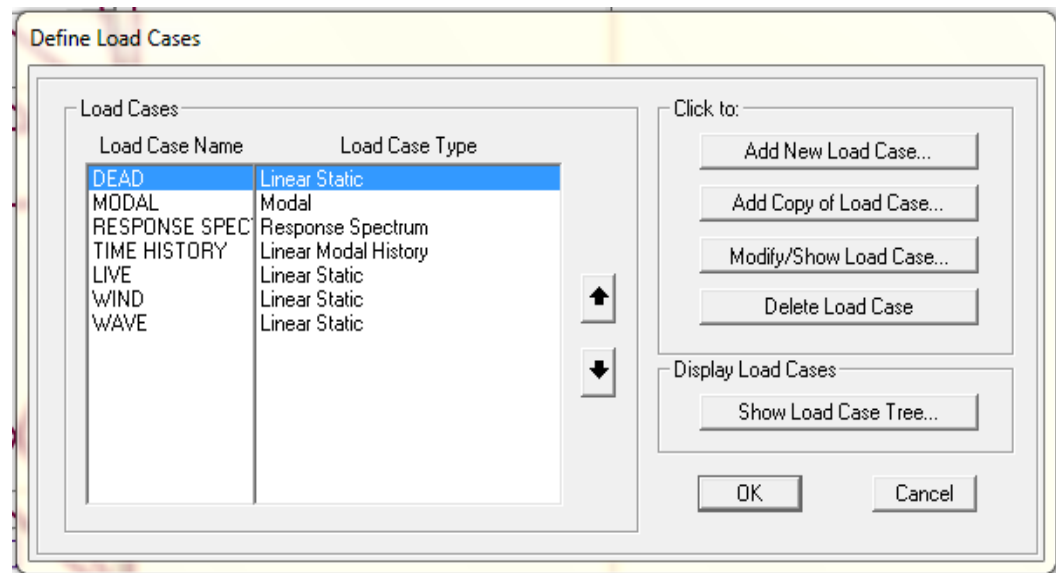 Define Load Cases
Load Cases
Load Case Name Load Case Type
DEAD Linear Static
MODAL Modal
RESPONSE SPEC Response Spectrum
TIME HISTORY Linear Modal History
LIVE Linear Static
WIND Linear Static
WAVE Linear Static
Click to:
Add New Load Case...
Add Copy of Load Case...
Modify/Show Load Case...
Delete Load Case
Display Load Cases
Show Load Case Tree...
OK Cancel